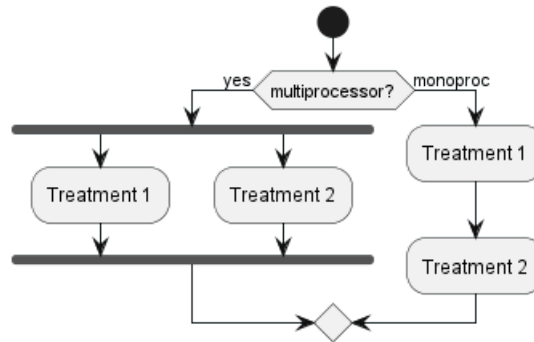 yes
multiprocessor?
monoproc
Treatment 1
Treatment 2
Treatment 1
Treatment 2